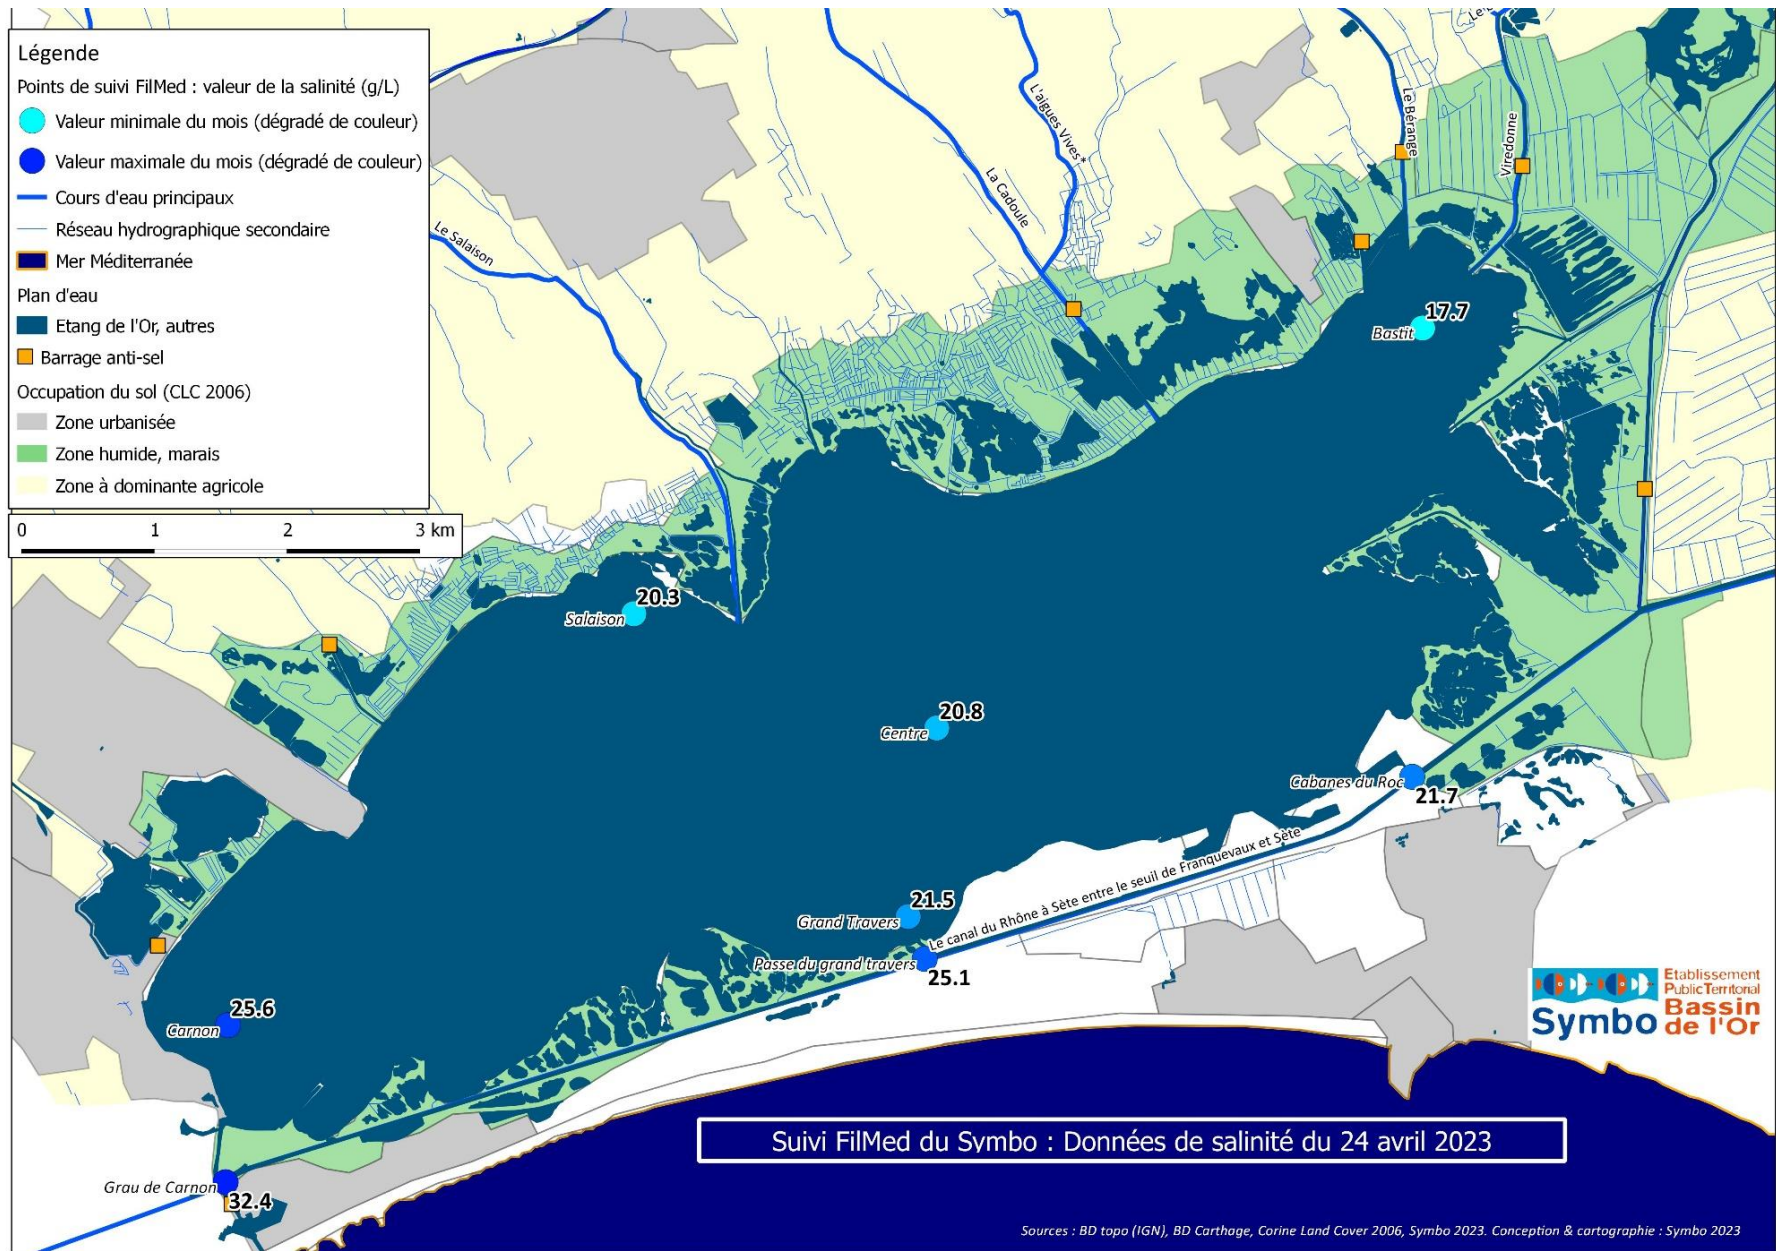 Légende
Points de suivi FilMed : valeur de la salinité (g/L)
Valeur minimale du mois (dégradé de couleur)
Valeur maximale du mois (dégradé de couleur)
Cours d'eau principaux
Réseau hydrographique secondaire
Mer Méditerranée
Plan d'eau
Etang de l'Or, autres
Barrage anti-sel
Occupation du sol (CLC 2006)
Zone urbanisée
Zone humide, marais
Zone à dominante agricole
0 1 2 3 km
Le Salaison
La Cadoule
L'aigues Vives*
Le Bérange
Viredonne
17.7
Bastit
20.3
Salaison
20.8
Centre
Cabanes du Roc
21.7
Le canal du Rhône à Sète entre le seuil de Franquevaux et Sète
21.5
Grand Travers
Passe du grand travers
25.1
25.6
Carnon
Grau de Carnon
32.4
Etablissement
Public Territorial
Bassin
de l'Or
Symbo
Suivi FilMed du Symbo : Données de salinité du 24 avril 2023
Sources : BD topo (IGN), BD Carthage, Corine Land Cover 2006, Symbo 2023. Conception & cartographie : Symbo 2023